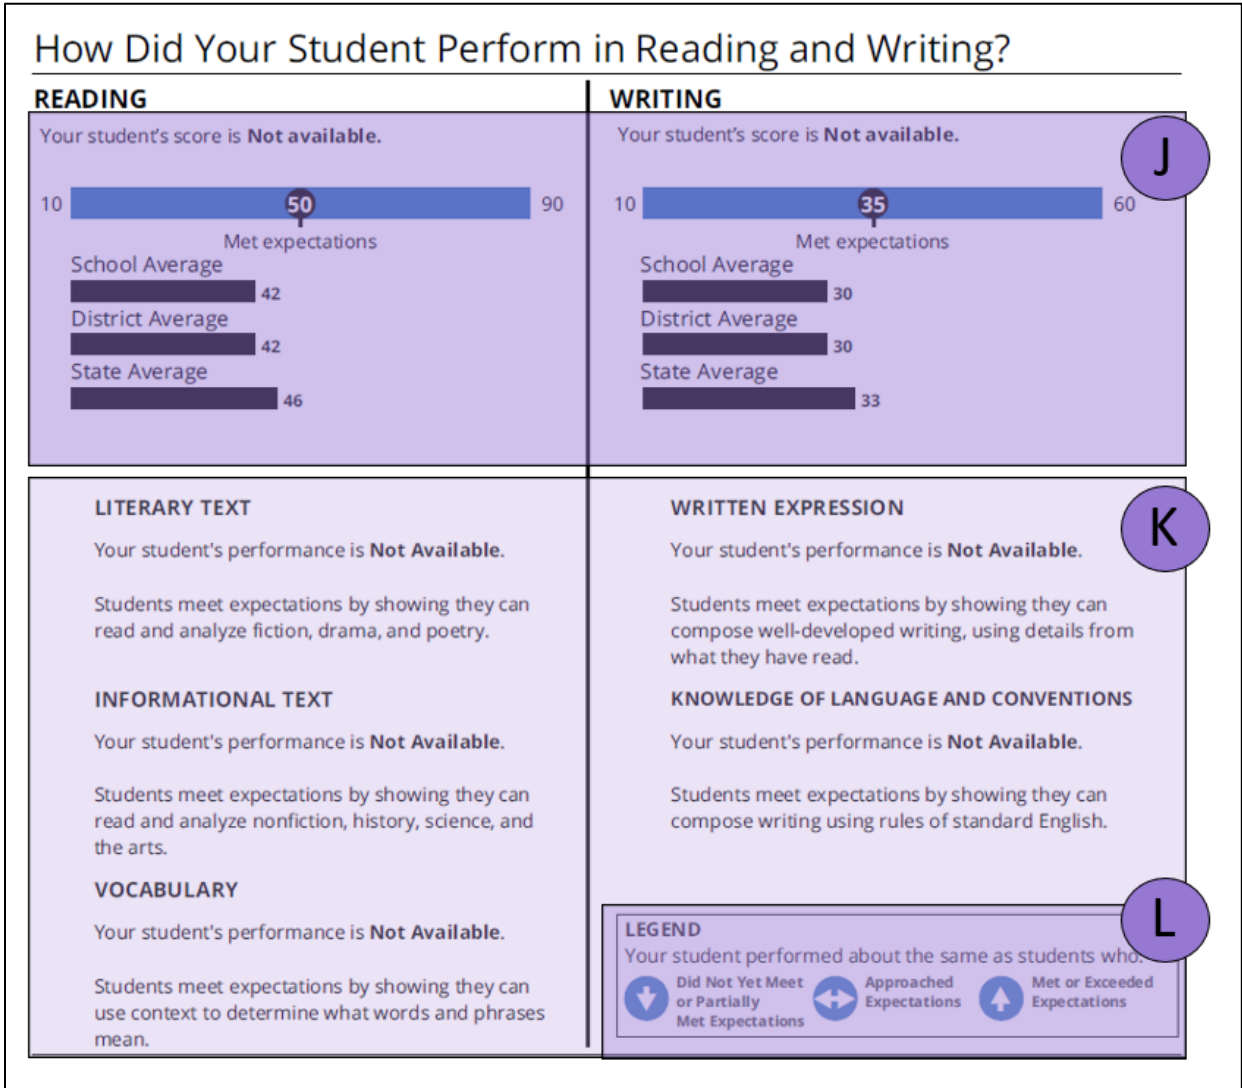 How Did Your Student Perform in Reading and Writing?
READING
Your student's score is Not available.
10
50
90
Met expectations
School Average
42
District Average
42
State Average
46
WRITING
Your student's score is Not available.
J
10
35
60
Met expectations
School Average
30
District Average
30
State Average
33
LITERARY TEXT
Your student's performance is Not Available.
Students meet expectations by showing they can
read and analyze fiction, drama, and poetry.
INFORMATIONAL TEXT
Your student's performance is Not Available.
Students meet expectations by showing they can
read and analyze nonfiction, history, science, and
the arts.
VOCABULARY
Your student's performance is Not Available.
Students meet expectations by showing they can
use context to determine what words and phrases
mean.
WRITTEN EXPRESSION
K
Your student's performance is Not Available.
Students meet expectations by showing they can
compose well-developed writing, using details from
what they have read.
KNOWLEDGE OF LANGUAGE AND CONVENTIONS
Your student's performance is Not Available.
Students meet expectations by showing they can
compose writing using rules of standard English.
L
LEGEND
Your student performed about the same as students who:
Did Not Yet Meet
or Partially
Met Expectations
Approached
Expectations
Met or Exceeded
Expectations